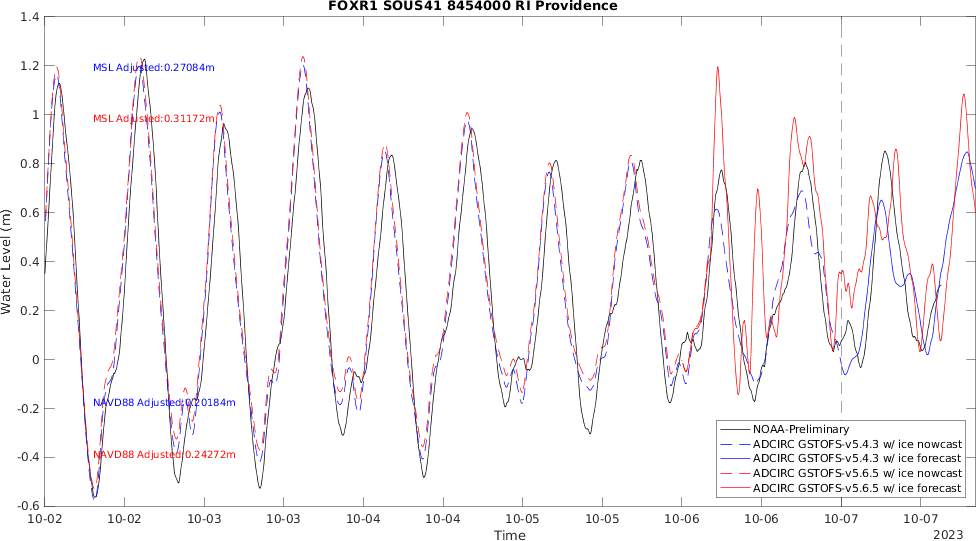 FOXR1 SOUS41 8454000 RI Providence
1.4
1.2
1
0.8
0.6
0.4
0.2
0
-0.2
-0.4
-0.6
Water Level (m)
MSL Adjusted:0.27084m
MSL Adjusted:0.31172m
NAVD88 Adjusted:0.20184m
NAVD88 Adjusted:0.24272m
NOAA-Preliminary
ADCIRC GSTOFS-v5.4.3 w/ ice nowcast
ADCIRC GSTOFS-v5.4.3 w/ ice forecast
ADCIRC GSTOFS-v5.6.5 w/ ice nowcast
ADCIRC GSTOFS-v5.6.5 w/ ice forecast
10-02 10-02 10-03 10-03 10-04 10-04 10-05 10-05 10-06 10-06 10-07 10-07
Time
2023